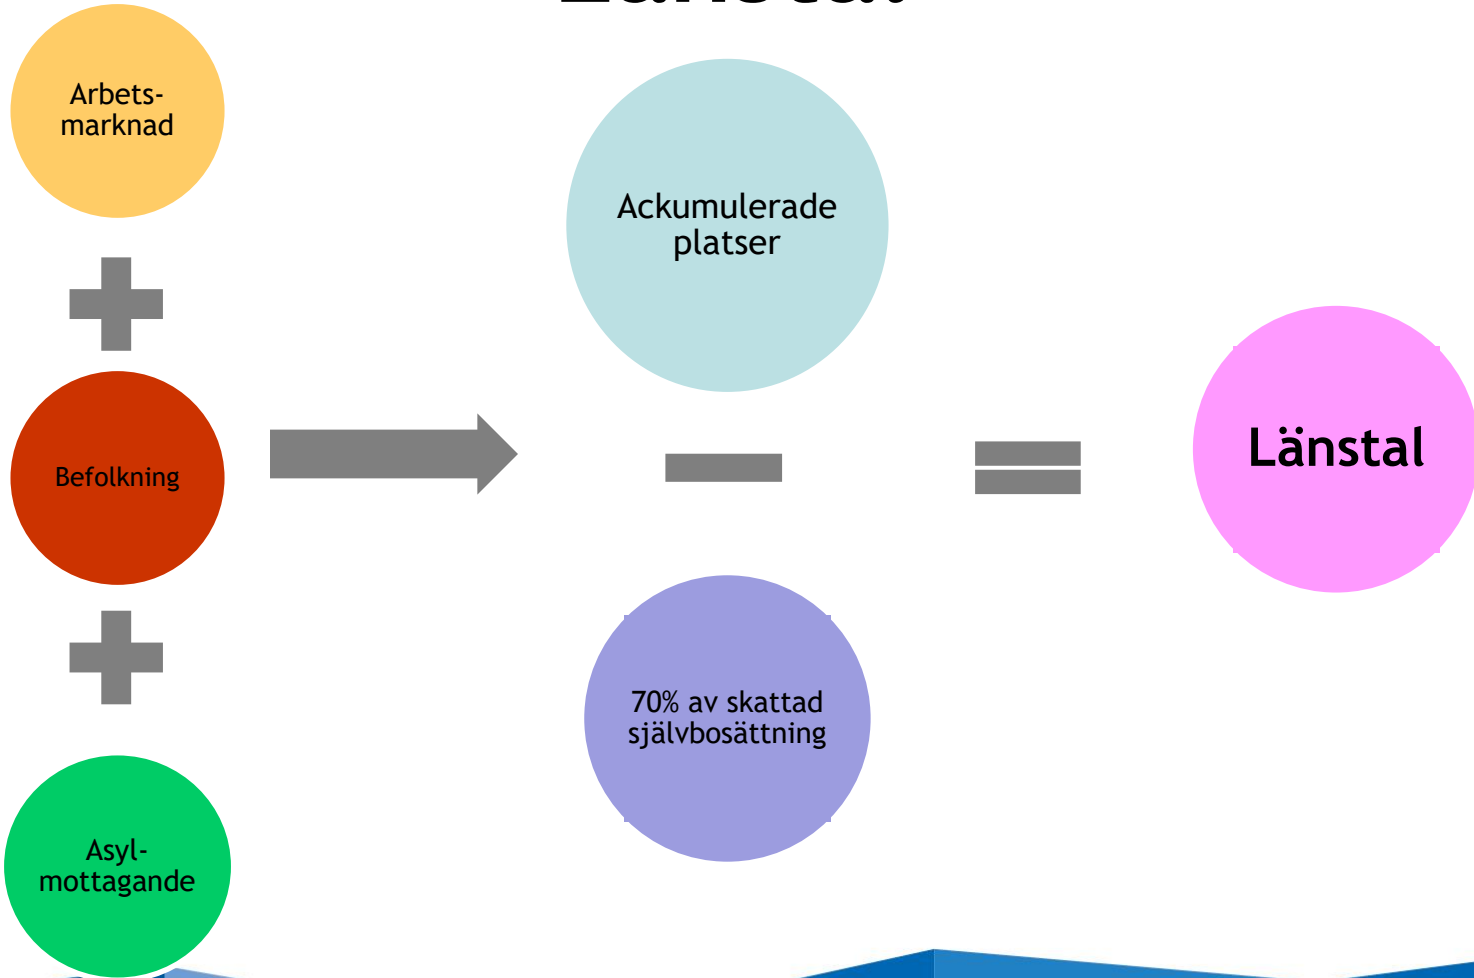 Arbets-
marknad
Ackumulerade
platser
Länstal
Befolkning
70% av skattad
självbosättning
Asyl-
mottagande